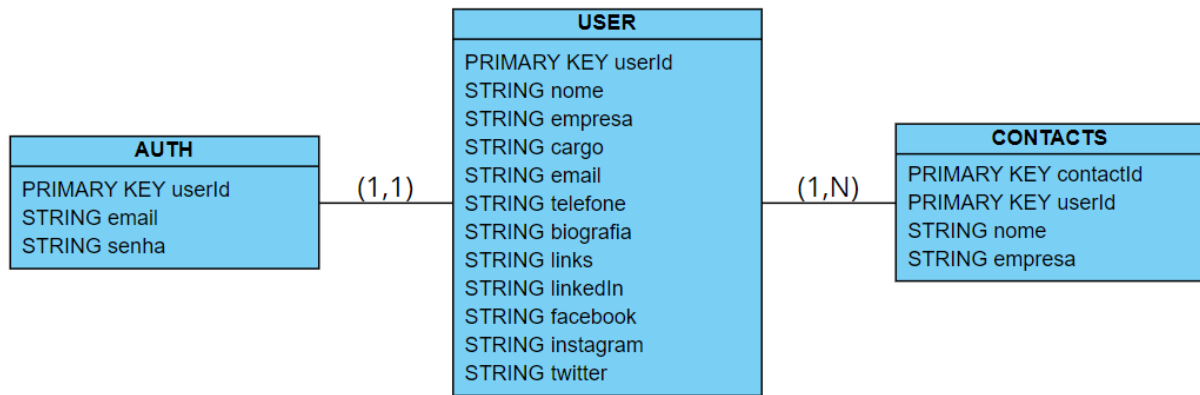 AUTH
PRIMARY KEY userId
STRING email
STRING senha
(1,1)
USER
PRIMARY KEY userId
STRING nome
STRING empresa
STRING cargo
STRING email
STRING telefone
STRING biografia
STRING links
STRING linkedIn
STRING facebook
STRING instagram
STRING twitter
(1,N)
CONTACTS
PRIMARY KEY contactId
PRIMARY KEY userId
STRING nome
STRING empresa